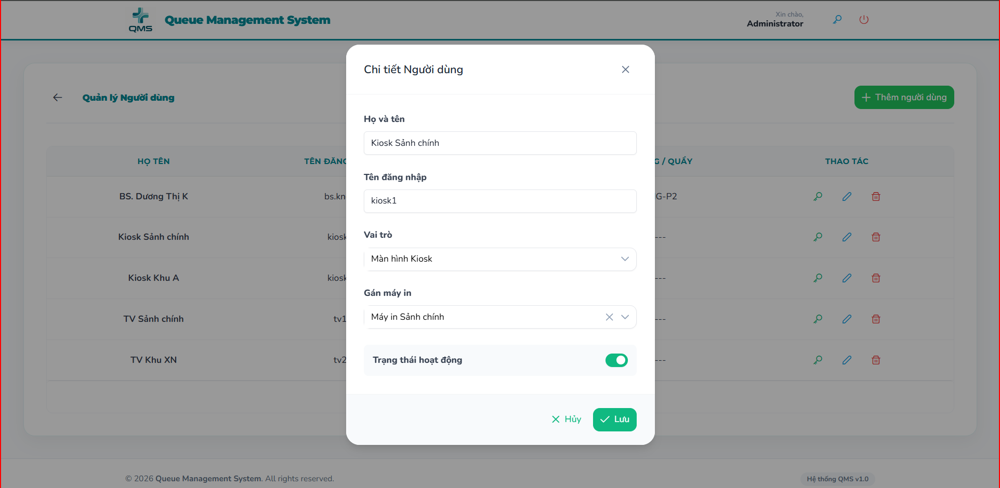 QMS
Queue Management System
Xin chào,
Administrator
Quản lý Người dùng
Thêm người dùng
HỌ TÊN
TÊN ĐĂNG
G / QUẦY
THAO TÁC
BS. Dương Thị K
bs.kn
G-P2
Kiosk Sảnh chính
kiosk
---
Kiosk Khu A
kiosk
---
TV Sảnh chính
tv1
---
TV Khu XN
tv2
---
Chi tiết Người dùng
Họ và tên
Kiosk Sảnh chính
Tên đăng nhập
kiosk1
Vai trò
Màn hình Kiosk
Gán máy in
Máy in Sảnh chính
Trạng thái hoạt động
Hủy
Lưu
© 2026 Queue Management System. All rights reserved.
Hệ thống QMS v1.0